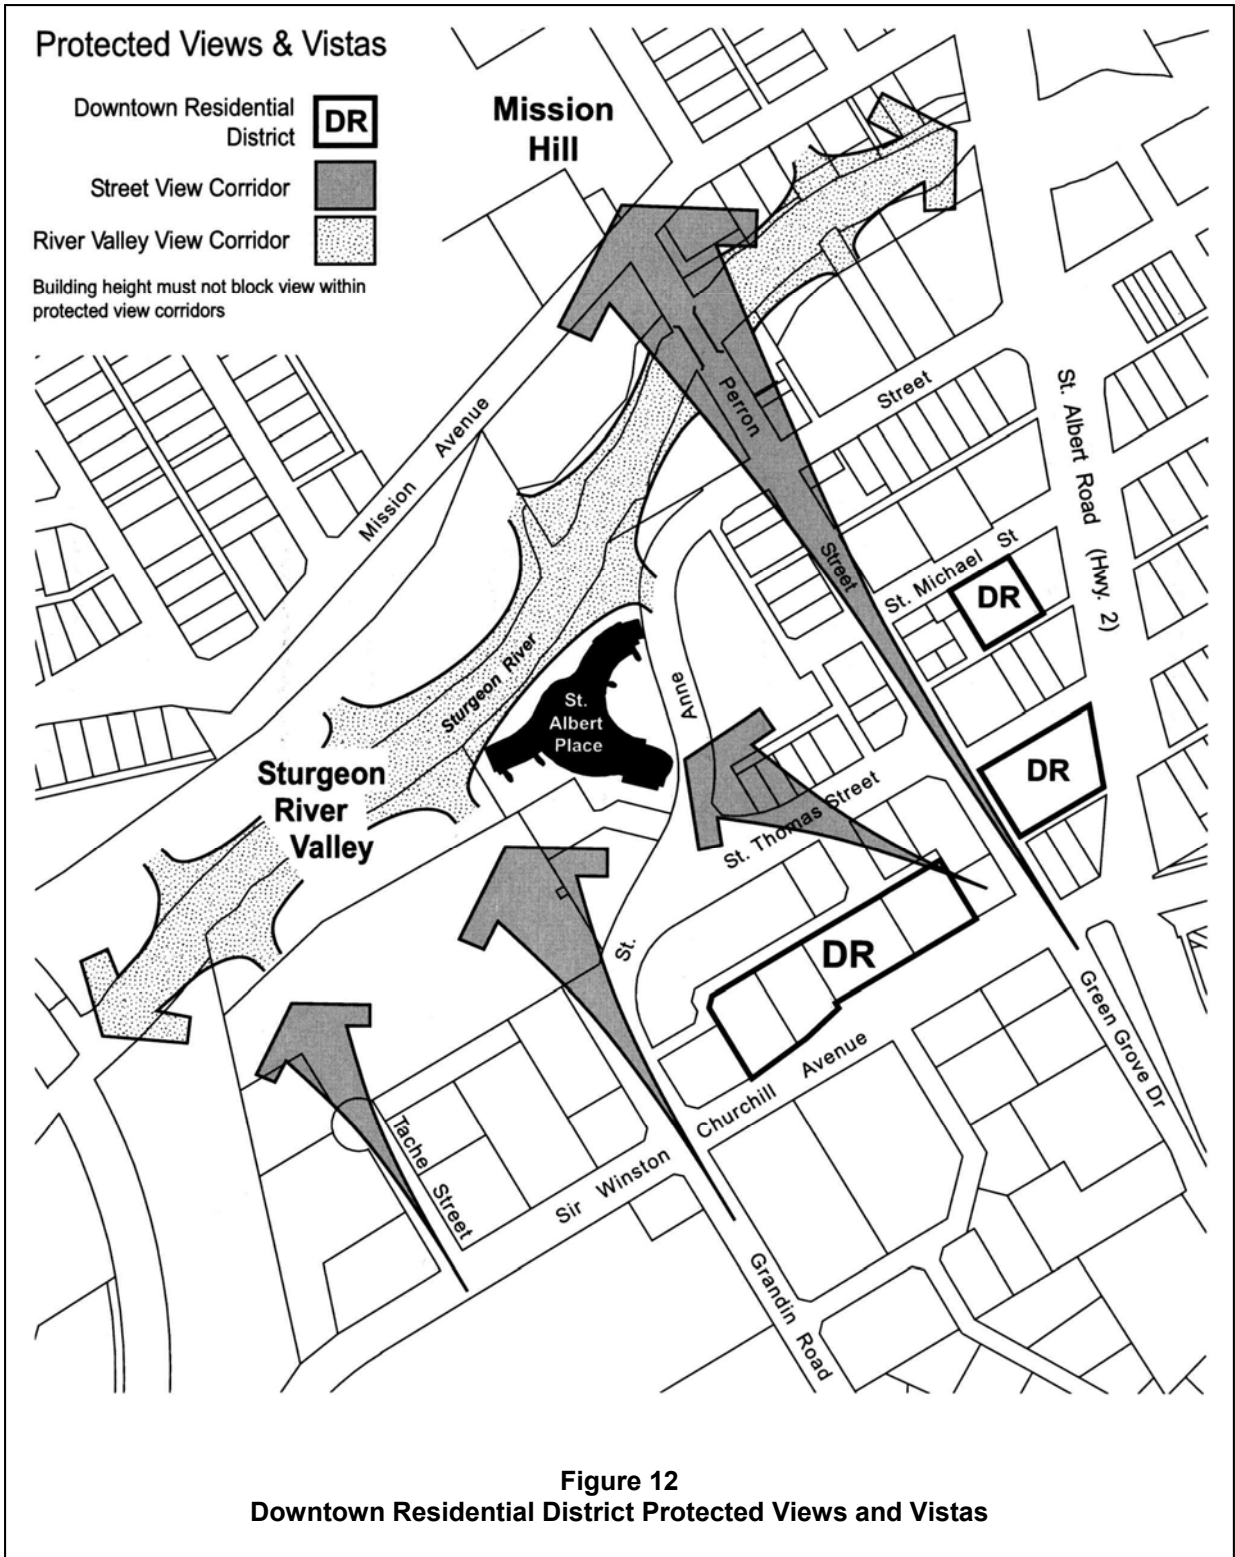 Protected Views & Vistas
Downtown Residential
District
DR
Street View Corridor
River Valley View Corridor
Building height must not block view within
protected view corridors
Mission
Hill
Mission Avenue
Perron
Street
Street
St. Albert Road (Hwy. 2)
St. Michael St
DR
Sturgeon River
St.
Albert
Place
St. Anne
Sturgeon
River
Valley
St. Thomas Street
DR
DR
Churchill Avenue
Green Grove Dr
Tache Street
Sir Winston
Grandin Road
Figure 12
Downtown Residential District Protected Views and Vistas